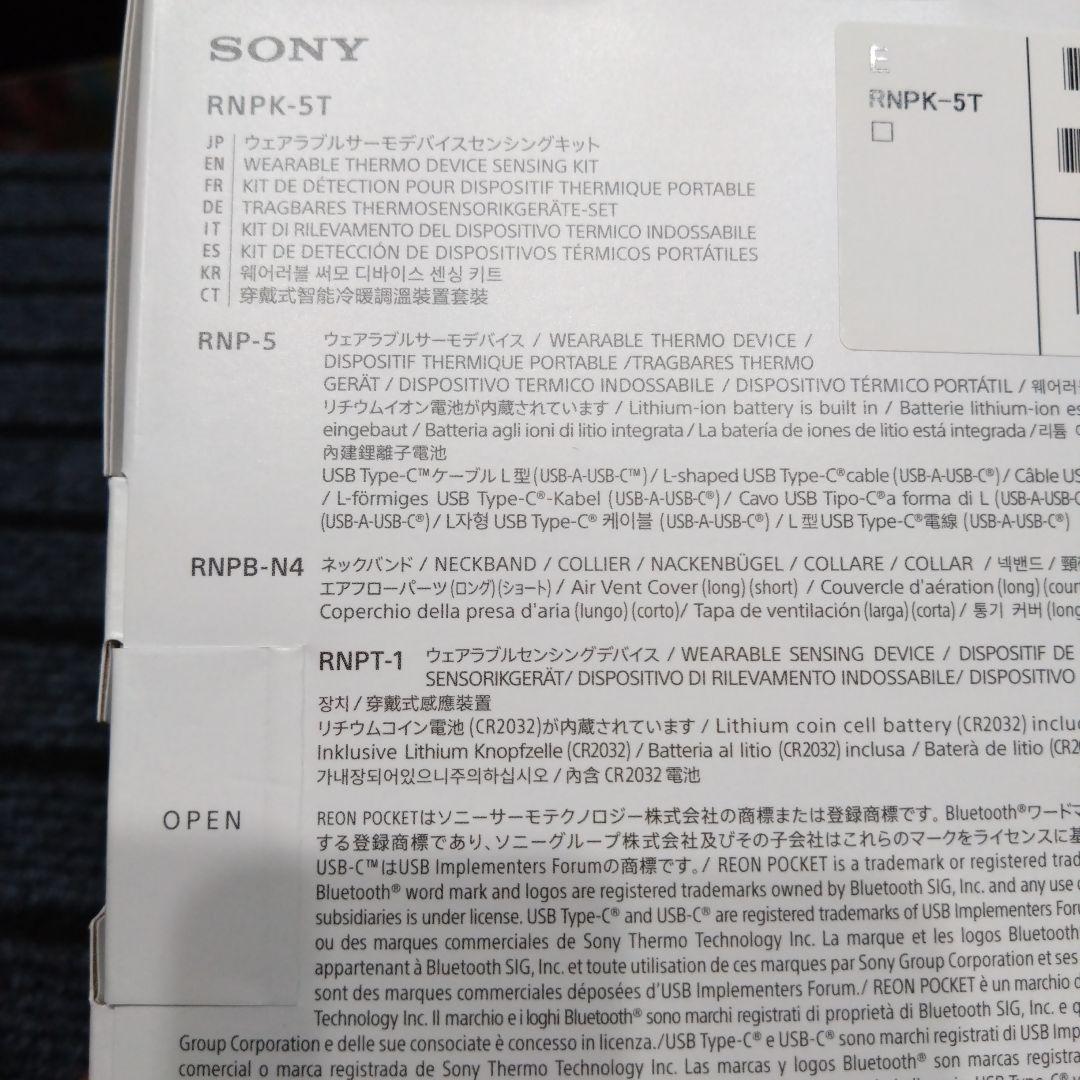 SONY
RNPK-5T
JP ウェアラブルサーモデバイスセンシングキット
EN WEARABLE THERMO DEVICE SENSING KIT
FR KIT DE DÉTECTION POUR DISPOSITIF THERMIQUE PORTABLE
DE TRAGBARES THERMOSENSORIKGERÄTE-SET
IT KIT DI RILEVAMENTO DEL DISPOSITIVO TERMICO INDOSSABILE
ES KIT DE DETECCIÓN DE DISPOSITIVOS TÉRMICOS PORTÁTILES
KR 웨어러블 써모 디바이스 센싱 키트
CT 穿戴式智能冷暖調溫裝置套裝
E
RNPK-5T
RNP-5 ウェアラブルサーモデバイス / WEARABLE THERMO DEVICE /
DISPOSITIF THERMIQUE PORTABLE /TRAGBARES THERMO
GERÄT / DISPOSITIVO TERMICO INDOSSABILE / DISPOSITIVO TÉRMICO PORTÁTIL / 웨어러
リチウムイオン電池が内蔵されています / Lithium-ion battery is built in / Batterie lithium-ion
eingebaut / Batteria agli ioni di litio integrata / La batería de iones de litio está integrada / 리튬
內建鋰離子電池
USB Type-C™ケーブル L 型 (USB-A-USB-C™) / L-shaped USB Type-C®cable (USB-A-USB-C®) / Câble
/ L-förmiges USB Type-C®-Kabel (USB-A-USB-C®) / Cavo USB Tipo-C®a forma di L (USB-A-USB-C
(USB-A-USB-C®) / L자형 USB Type-C® 케이블 (USB-A-USB-C®) / L 型 USB Type-C®電線 (USB-A-USB-C®)
RNPB-N4 ネックバンド / NECKBAND / COLLIER / NACKENBÜGEL / COLLARE / COLLAR / 넥밴드 /
エアフローパーツ (ロング) (ショート) / Air Vent Cover (long) (short) / Couvercle d'aération (long)
Coperchio della presa d'aria (lungo) (corto)/ Tapa de ventilación (larga) (corta) / 통기 커버
RNPT-1 ウェアラブルセンシングデバイス / WEARABLE SENSING DEVICE / DISPOSITIF DE
SENSORIKGERÄT/ DISPOSITIVO DI RILEVAMENTO INDOSSABILE/ DISPOSITIVO
장치 / 穿戴式感應裝置
リチウムコイン電池 (CR2032)が内蔵されています / Lithium coin cell battery (CR2032)
Inklusive Lithium Knopfzelle (CR2032) / Batteria al litio (CR2032) inclusa / Baterà de litio
가내장되어있으니주의하십시오 / 內含 CR2032 電池
OPEN
REON POCKETはソニーサーモテクノロジー株式会社の商標または登録商標です。Bluetooth®ワード
する登録商標であり、ソニーグループ株式会社及びその子会社はこれらのマークをライセンスに
USB-C™はUSB Implementers Forumの商標です。/ REON POCKET is a trademark or registered
Bluetooth® word mark and logos are registered trademarks owned by Bluetooth SIG, Inc. and any use
subsidiaries is under license. USB Type-C® and USB-C® are registered trademarks of USB Implementers
ou des marques commerciales de Sony Thermo Technology Inc. La marque et les logos Bluetooth
appartenant à Bluetooth SIG, Inc. et toute utilisation de ces marques par Sony Group Corporation et ses
sont des marques commerciales déposées d'USB Implementers Forum./ REON POCKET è un marchio
Technology Inc. Il marchio e i loghi Bluetooth® sono marchi registrati di proprietà di Bluetooth SIG, Inc. e
Group Corporation e delle sue consociate è concesso in licenza./USB Type-C® e USB-C® sono marchi registrati di USB
comercial o marca registrada de Sony Thermo Technology Inc. Las marcas y logos Bluetooth® son marcas